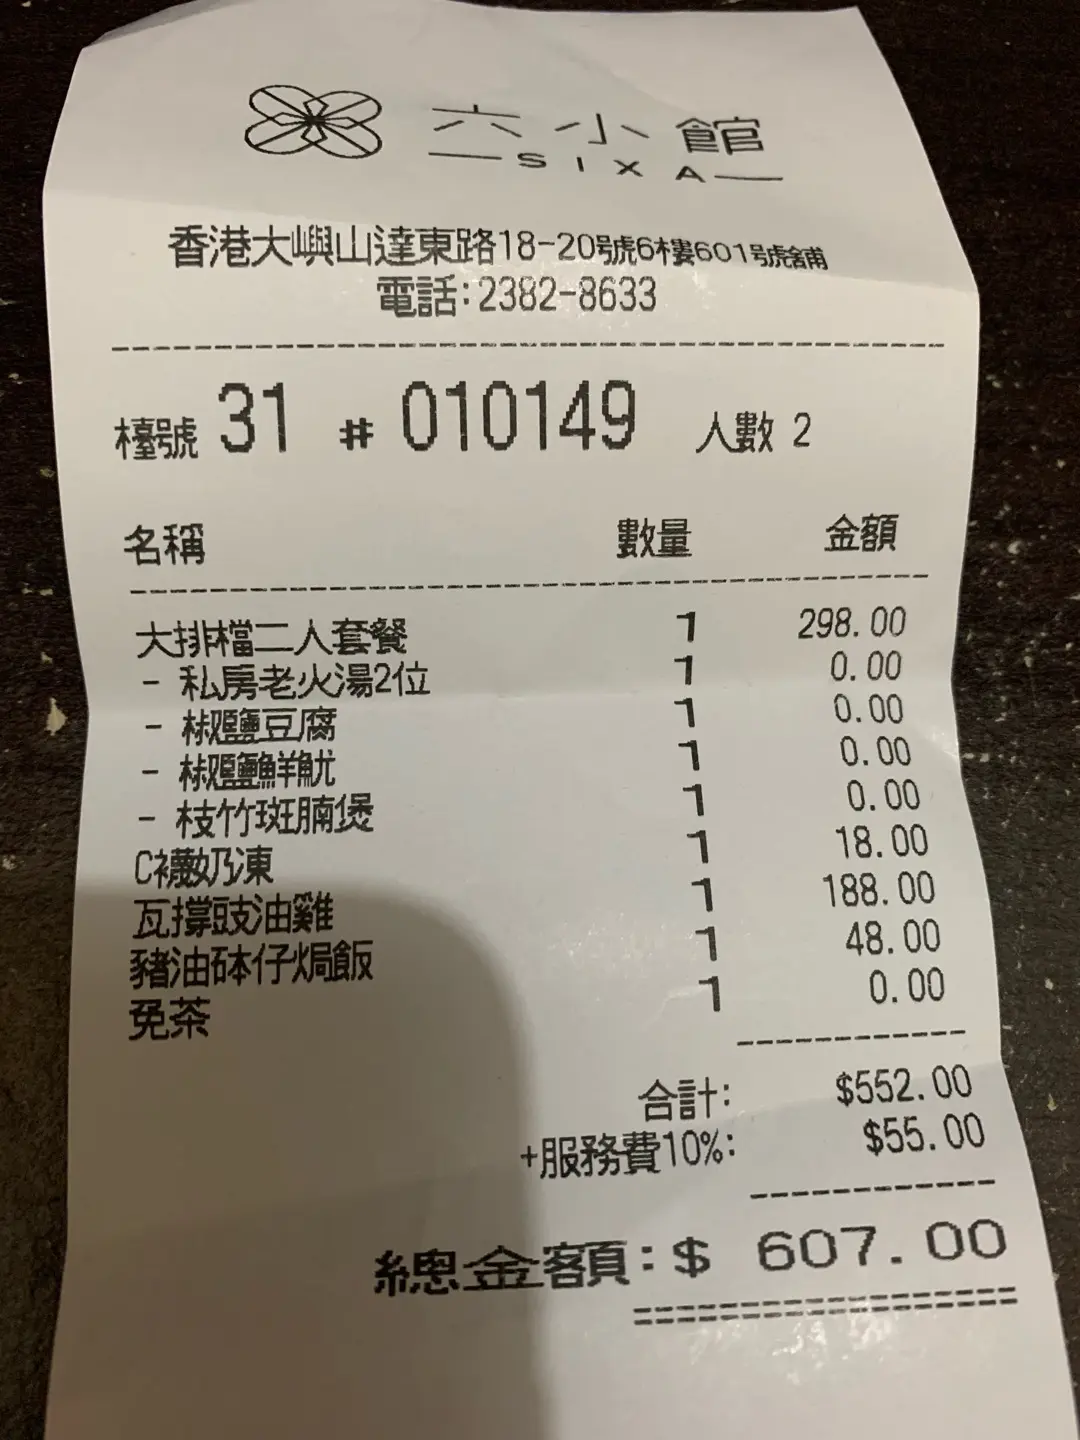 六小館
SIXA
香港大嶼山達東路18-20號6樓601號舖
電話:2382-8633
檯號 31 # 010149 人數 2
名稱 數量 金額
大排檔二人套餐 1 298.00
- 私房老火湯2位 1 0.00
- 椒鹽豆腐 1 0.00
- 椒鹽鮮魷 1 0.00
- 枝竹斑腩煲 1 0.00
C襪數奶凍 1 18.00
瓦撐豉油雞 1 188.00
豬油砵仔焗飯 1 48.00
免茶 1 0.00
合計: $552.00
+服務費10%: $55.00
總金額:$ 607.00